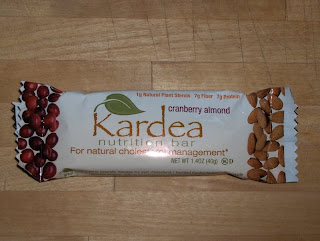 1g Natural Plant Sterols 7g Fiber 7g Protein
cranberry almond
Kardea
nutrition bar
For natural cholesterol management*
NET WT 1.4OZ (40g)